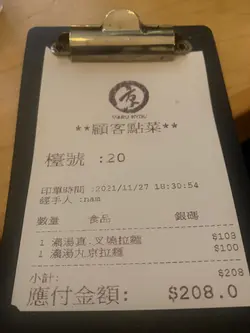 **顧客點菜**
檯號 :20
印單時間 :2021/11/27 18:30:54
經手人 :nam
數量 食品 銀碼
1 濃湯直.叉燒拉麵 $108
1 濃湯九京拉麵 $100
小計: $208
應付金額: $208.0